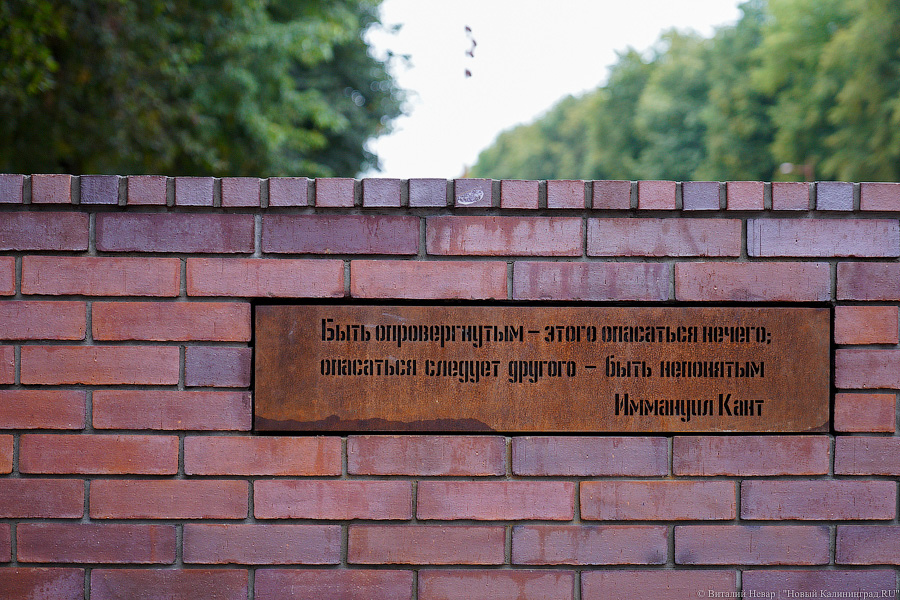 Быть опровергнутым – этого опасаться нечего;
опасаться следует другого – быть непонятым
Иммануил Кант
© Виталий Невар | "Новый Калининград.RU"